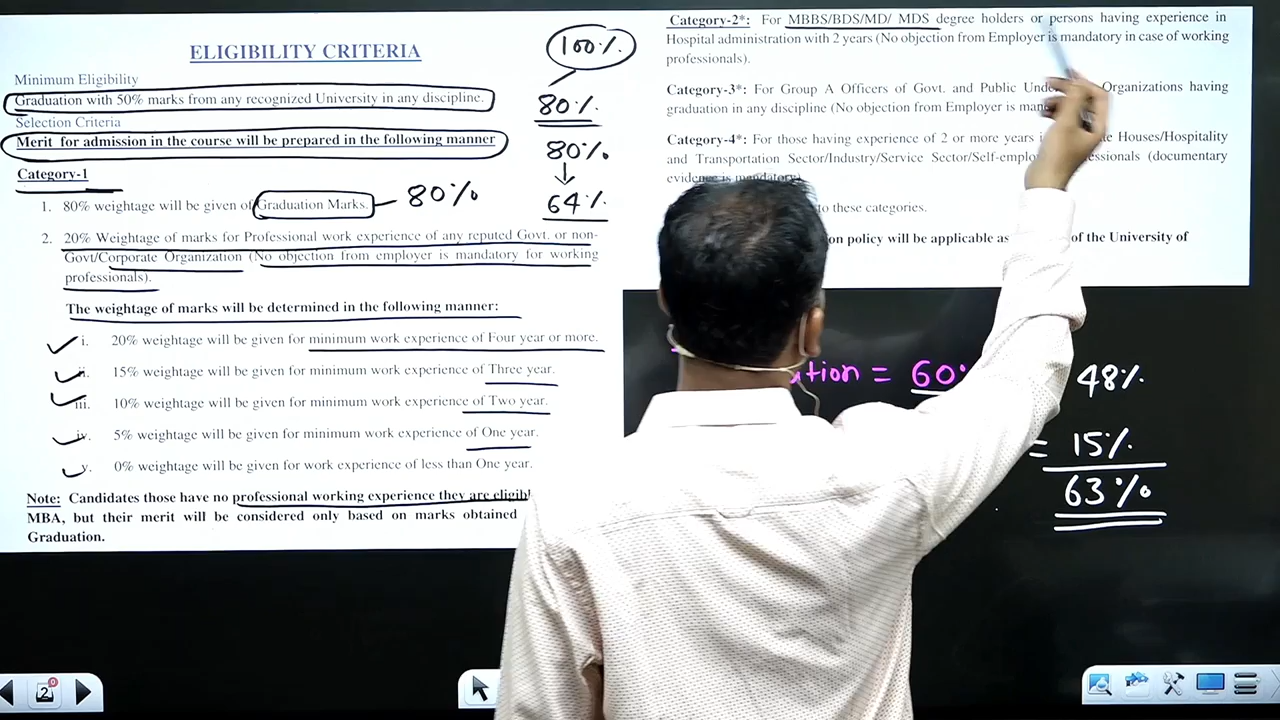 ELIGIBILITY CRITERIA
Minimum Eligibility
Graduation with 50% marks from any recognized University in any discipline.
Selection Criteria
Merit for admission in the course will be prepared in the following manner
Category-1
1. 80% weightage will be given of Graduation Marks.
80%
2. 20% Weightage of marks for Professional work experience of any reputed Govt. or non-
Govt/Corporate Organization (No objection from employer is mandatory for working
professionals).
The weightage of marks will be determined in the following manner:
i. 20% weightage will be given for minimum work experience of Four year or more.
ii. 15% weightage will be given for minimum work experience of Three year.
iii. 10% weightage will be given for minimum work experience of Two year.
iv. 5% weightage will be given for minimum work experience of One year.
v. 0% weightage will be given for work experience of less than One year.
Note: Candidates those have no professional working experience they are
MBA, but their merit will be considered only based on marks obtained
Graduation.
100%
80%
80%
64%
Category-2*: For MBBS/BDS/MD/ MDS degree holders or persons having experience in
Hospital administration with 2 years (No objection from Employer is mandatory in case of working
professionals).
Category-3*: For Group A Officers of Govt. and Public Organizations having
graduation in any discipline (No objection from Employer is
Category-4*: For those having experience of 2 or more years Houses/Hospitality
and Transportation Sector/Industry/Service (documentary
evidence is mandatory)
to these categories.
on policy will be applicable as of the University of
= 60
48%
= 15%
63%
2